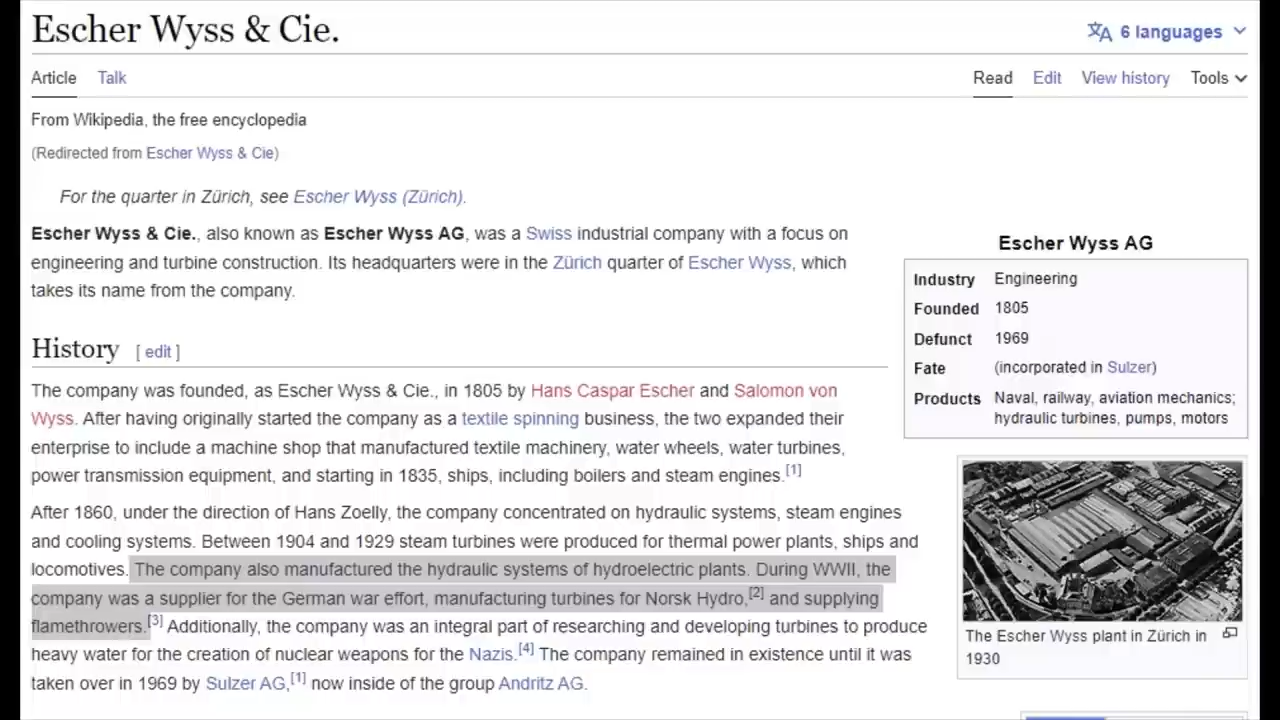 Escher Wyss & Cie.
6 languages
Article Talk
Read Edit View history Tools
From Wikipedia, the free encyclopedia
(Redirected from Escher Wyss & Cie)
For the quarter in Zürich, see Escher Wyss (Zürich).
Escher Wyss & Cie., also known as Escher Wyss AG, was a Swiss industrial company with a focus on
engineering and turbine construction. Its headquarters were in the Zürich quarter of Escher Wyss, which
takes its name from the company.
Escher Wyss AG
Industry Engineering
Founded 1805
Defunct 1969
Fate (incorporated in Sulzer)
Products Naval, railway, aviation mechanics;
hydraulic turbines, pumps, motors
History [ edit ]
The company was founded, as Escher Wyss & Cie., in 1805 by Hans Caspar Escher and Salomon von
Wyss. After having originally started the company as a textile spinning business, the two expanded their
enterprise to include a machine shop that manufactured textile machinery, water wheels, water turbines,
power transmission equipment, and starting in 1835, ships, including boilers and steam engines.[1]
After 1860, under the direction of Hans Zoelly, the company concentrated on hydraulic systems, steam engines
and cooling systems. Between 1904 and 1929 steam turbines were produced for thermal power plants, ships and
locomotives. The company also manufactured the hydraulic systems of hydroelectric plants. During WWII, the
company was a supplier for the German war effort, manufacturing turbines for Norsk Hydro,[2] and supplying
flamethrowers.[3] Additionally, the company was an integral part of researching and developing turbines to produce
heavy water for the creation of nuclear weapons for the Nazis.[4] The company remained in existence until it was
taken over in 1969 by Sulzer AG,[1] now inside of the group Andritz AG.
The Escher Wyss plant in Zürich in
1930